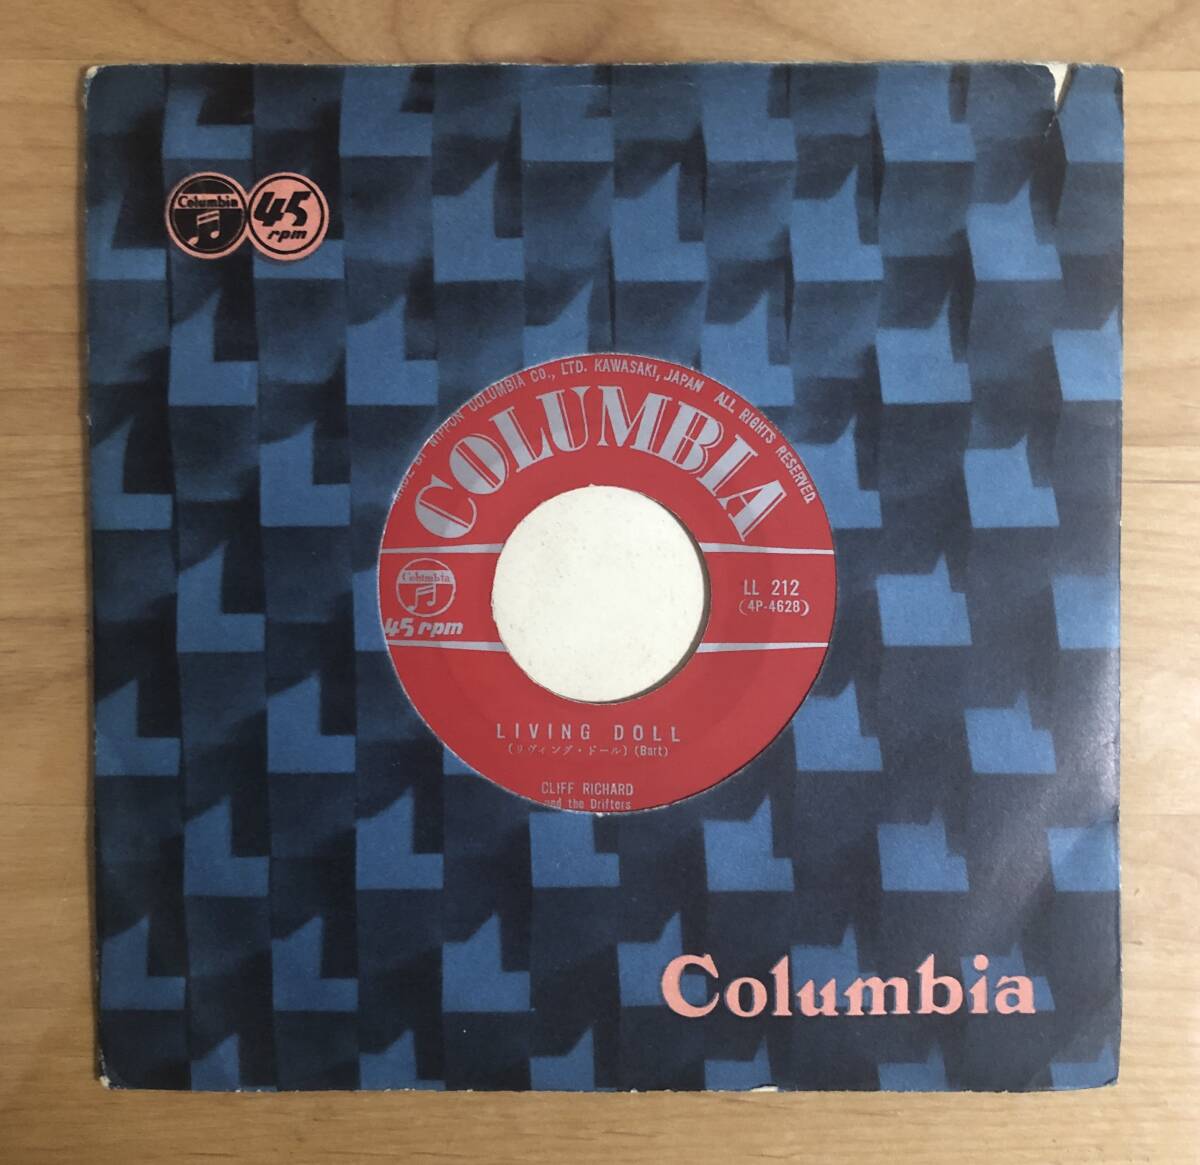 Columbia
45
rpm
MADE BY NIPPON COLUMBIA CO., LTD. KAWASAKI, JAPAN ALL RIGHTS RESERVED
COLUMBIA
Columbia
45 rpm
LL 212
(4P-4628)
LIVING DOLL
(リヴィング・ドール) (Bart)
CLIFF RICHARD
and the Drifters
Columbia